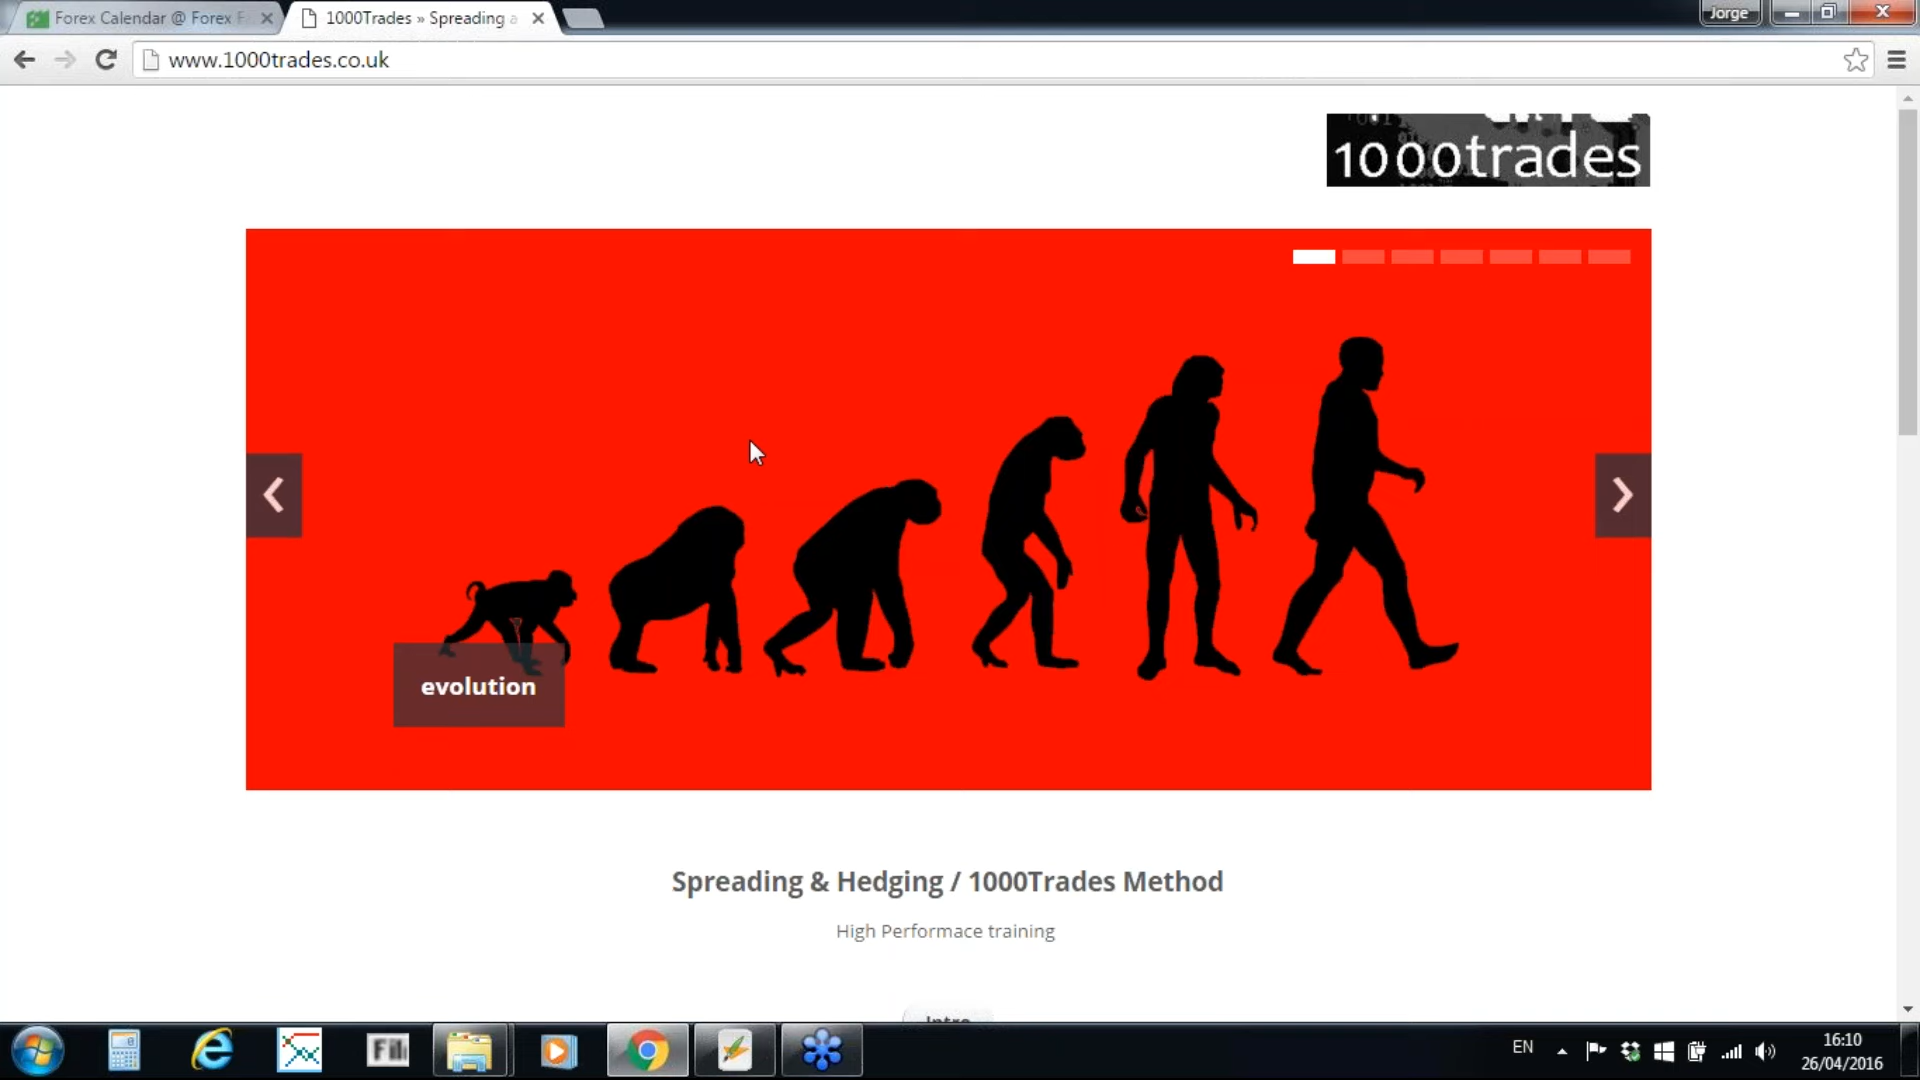 Forex Calendar @ Forex F
1000Trades » Spreading a
Jorge
www.1000trades.co.uk
1000trades
evolution
Spreading & Hedging / 1000Trades Method
High Performace training
Intro
EN
16:10
26/04/2016